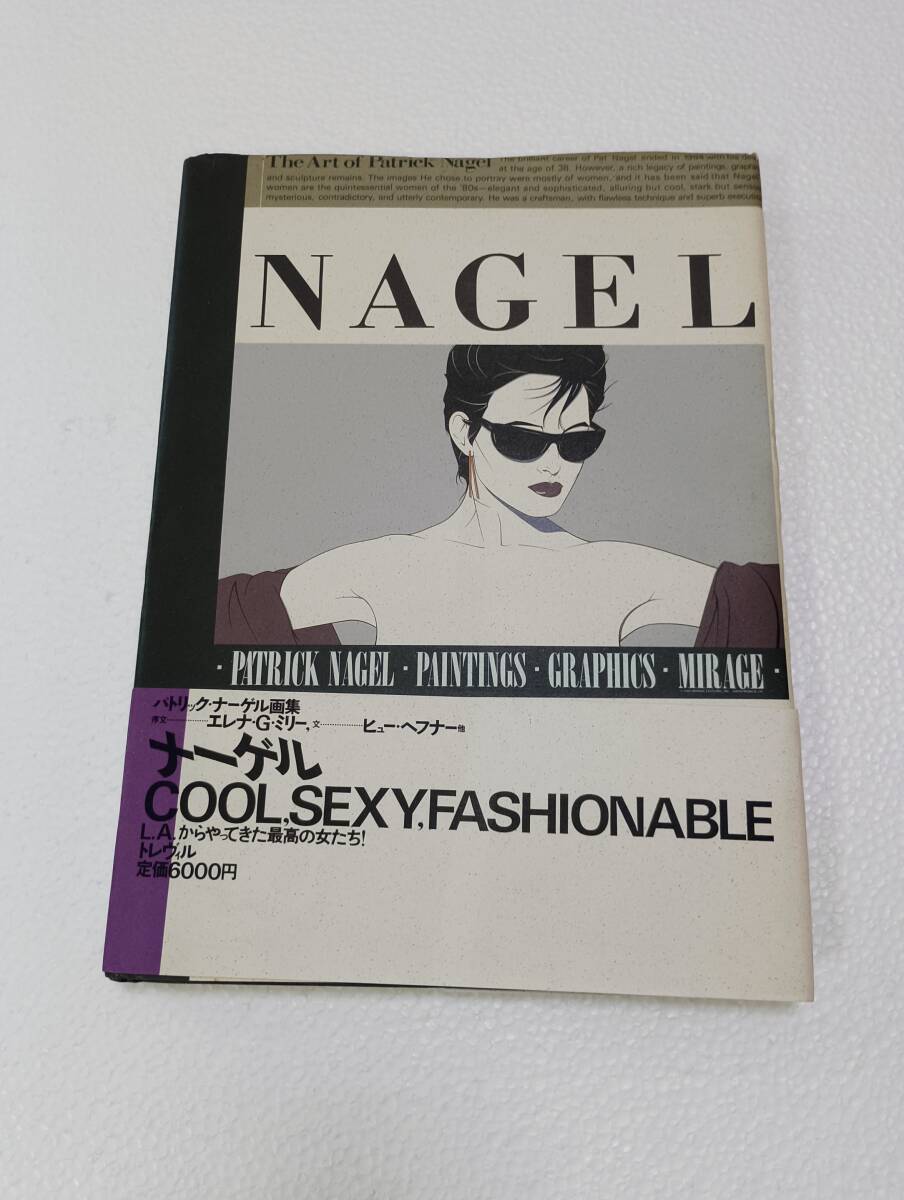 The Art of Patrick Nagel
The brilliant career of Pat Nagel ended in 1984 with his
at the age of 38. However, a rich legacy of paintings,
and sculpture remains. The images He chose to portray were mostly of women, and it has been said that
women are the quintessential women of the '80s—elegant and sophisticated, alluring but cool, stark but
mysterious, contradictory, and utterly contemporary. He was a craftsman, with flawless technique and superb
NAGEL
· PATRICK NAGEL · PAINTINGS · GRAPHICS · MIRAGE ·
パトリック・ナーゲル画集
序文……………エレナ・G・ミリー, 文……………ヒュー・ヘフナー他
ナーゲル
COOL,SEXY,FASHIONABLE
L.A.からやってきた最高の女たち!
トレヴィル
定価6000円